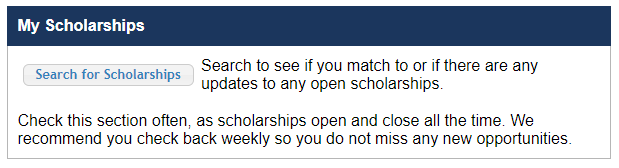 My Scholarships
Search for Scholarships
Search to see if you match to or if there are any
updates to any open scholarships.
Check this section often, as scholarships open and close all the time. We
recommend you check back weekly so you do not miss any new opportunities.